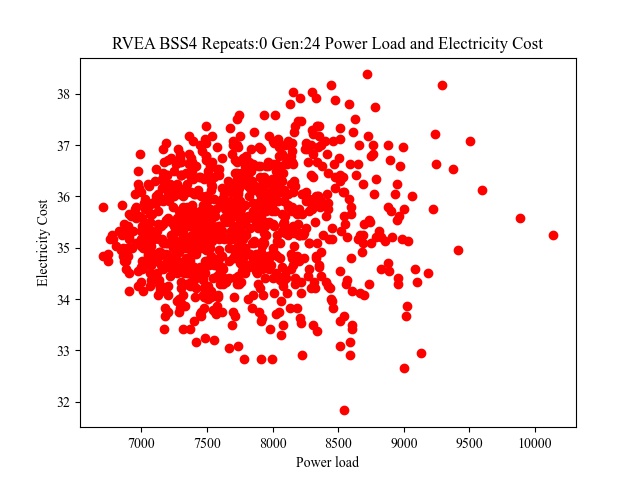 RVEA BSS4 Repeats:0 Gen:24 Power Load and Electricity Cost
38
37
36
35
34
33
32
Electricity Cost
7000 7500 8000 8500 9000 9500 10000
Power load